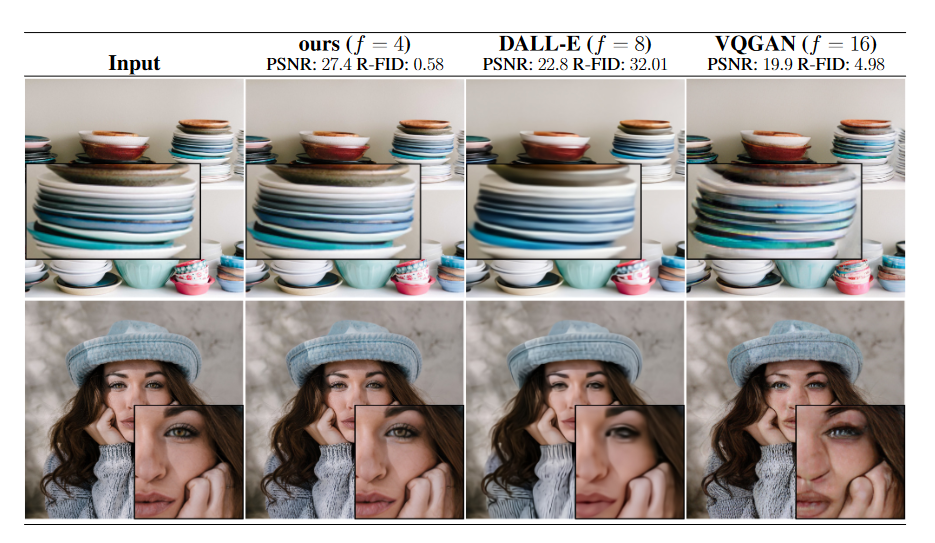 Input
ours (f = 4)
PSNR: 27.4 R-FID: 0.58
DALL-E (f = 8)
PSNR: 22.8 R-FID: 32.01
VQGAN (f = 16)
PSNR: 19.9 R-FID: 4.98